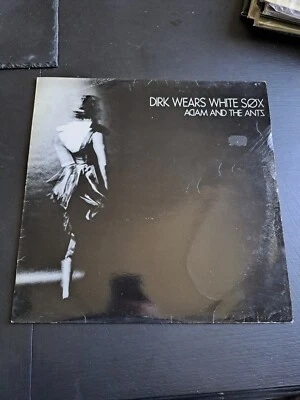 DIRK WEARS WHITE SØX
ADAM AND THE ANTS